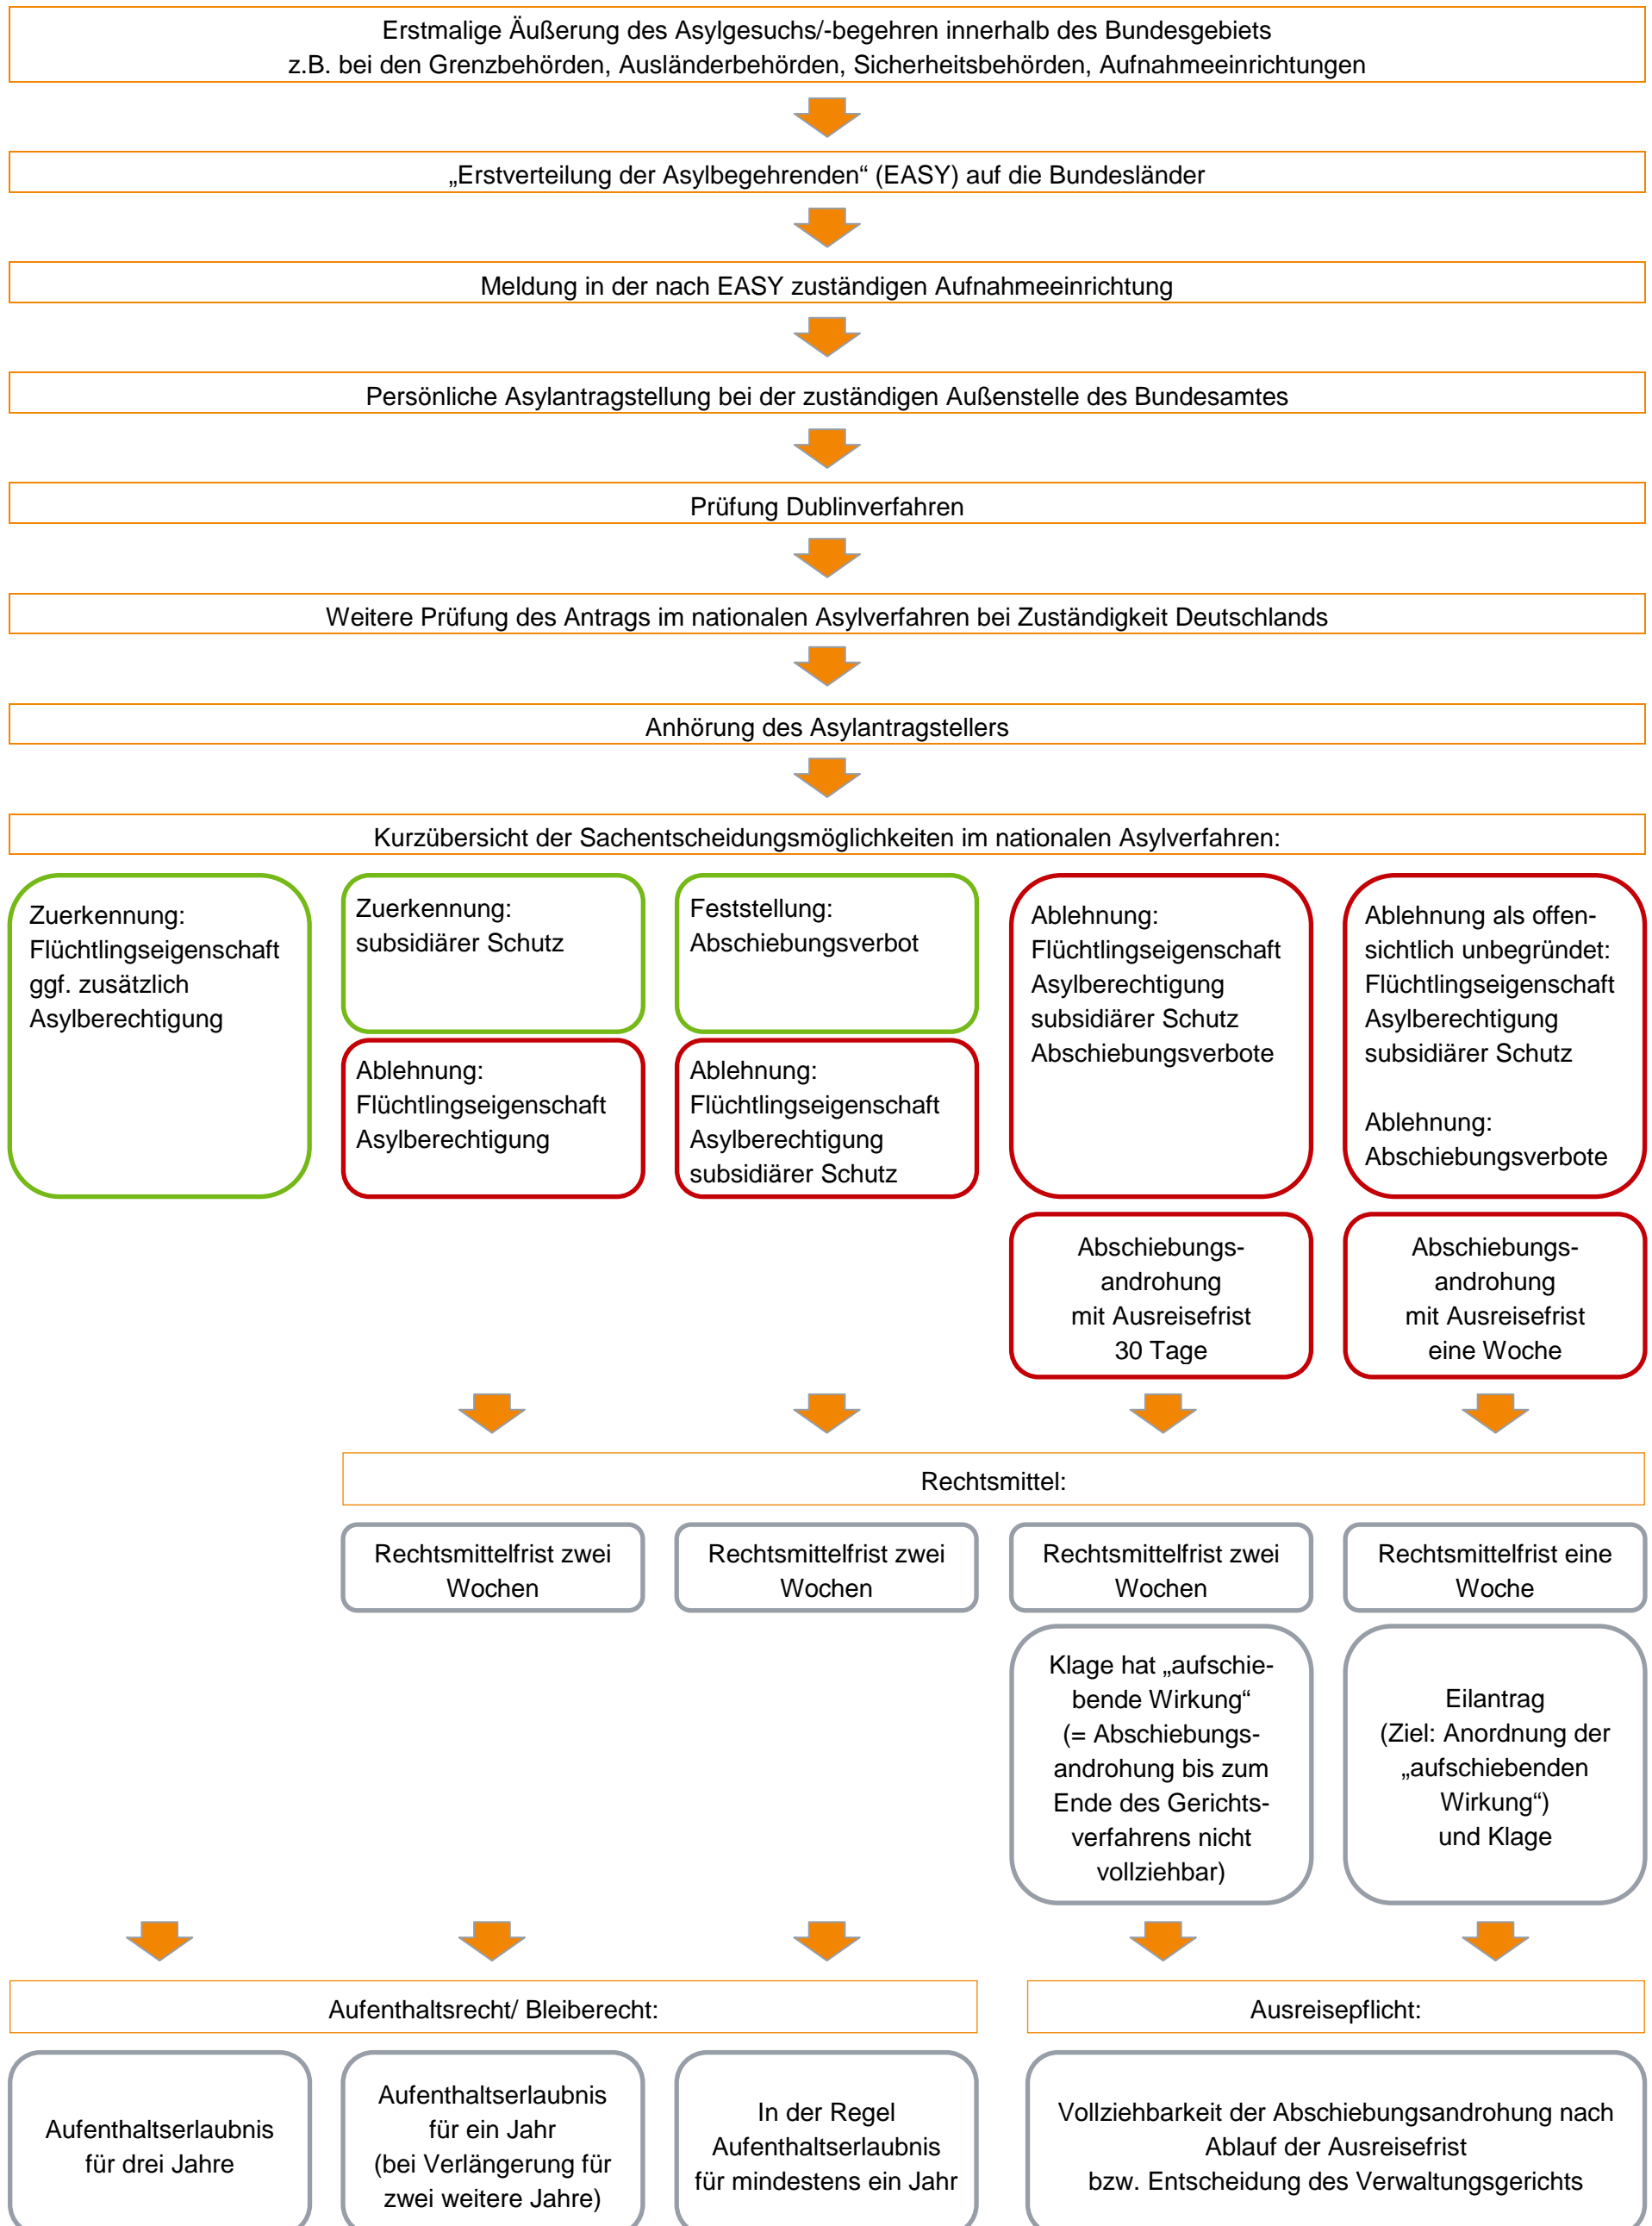 Erstmalige Äußerung des Asylgesuchs/-begehren innerhalb des Bundesgebiets
z.B. bei den Grenzbehörden, Ausländerbehörden, Sicherheitsbehörden, Aufnahmeeinrichtungen
„Erstverteilung der Asylbegehrenden“ (EASY) auf die Bundesländer
Meldung in der nach EASY zuständigen Aufnahmeeinrichtung
Persönliche Asylantragstellung bei der zuständigen Außenstelle des Bundesamtes
Prüfung Dublinverfahren
Weitere Prüfung des Antrags im nationalen Asylverfahren bei Zuständigkeit Deutschlands
Anhörung des Asylantragstellers
Kurzübersicht der Sachentscheidungsmöglichkeiten im nationalen Asylverfahren:
Zuerkennung:
Flüchtlingseigenschaft
ggf. zusätzlich
Asylberechtigung
Zuerkennung:
subsidiärer Schutz
Ablehnung:
Flüchtlingseigenschaft
Asylberechtigung
Feststellung:
Abschiebungsverbot
Ablehnung:
Flüchtlingseigenschaft
Asylberechtigung
subsidiärer Schutz
Ablehnung:
Flüchtlingseigenschaft
Asylberechtigung
subsidiärer Schutz
Abschiebungsverbote
Ablehnung als offen-
sichtlich unbegründet:
Flüchtlingseigenschaft
Asylberechtigung
subsidiärer Schutz
Ablehnung:
Abschiebungsverbote
Abschiebungs-
androhung
mit Ausreisefrist
30 Tage
Abschiebungs-
androhung
mit Ausreisefrist
eine Woche
Rechtsmittel:
Rechtsmittelfrist zwei
Wochen
Rechtsmittelfrist zwei
Wochen
Rechtsmittelfrist zwei
Wochen
Rechtsmittelfrist eine
Woche
Klage hat „aufschie-
bende Wirkung“
(= Abschiebungs-
androhung bis zum
Ende des Gerichts-
verfahrens nicht
vollziehbar)
Eilantrag
(Ziel: Anordnung der
„aufschiebenden
Wirkung“)
und Klage
Aufenthaltsrecht/ Bleiberecht:
Ausreisepflicht:
Aufenthaltserlaubnis
für drei Jahre
Aufenthaltserlaubnis
für ein Jahr
(bei Verlängerung für
zwei weitere Jahre)
In der Regel
Aufenthaltserlaubnis
für mindestens ein Jahr
Vollziehbarkeit der Abschiebungsandrohung nach
Ablauf der Ausreisefrist
bzw. Entscheidung des Verwaltungsgerichts